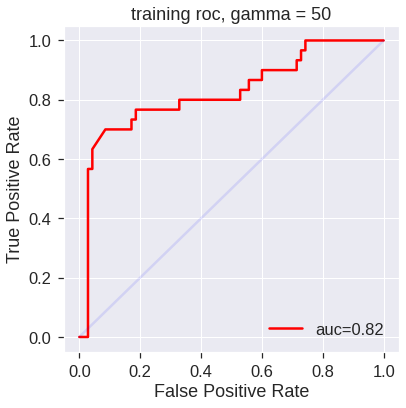 training roc, gamma = 50
True Positive Rate
1.0
0.8
0.6
0.4
0.2
0.0
auc=0.82
0.0 0.2 0.4 0.6 0.8 1.0
False Positive Rate